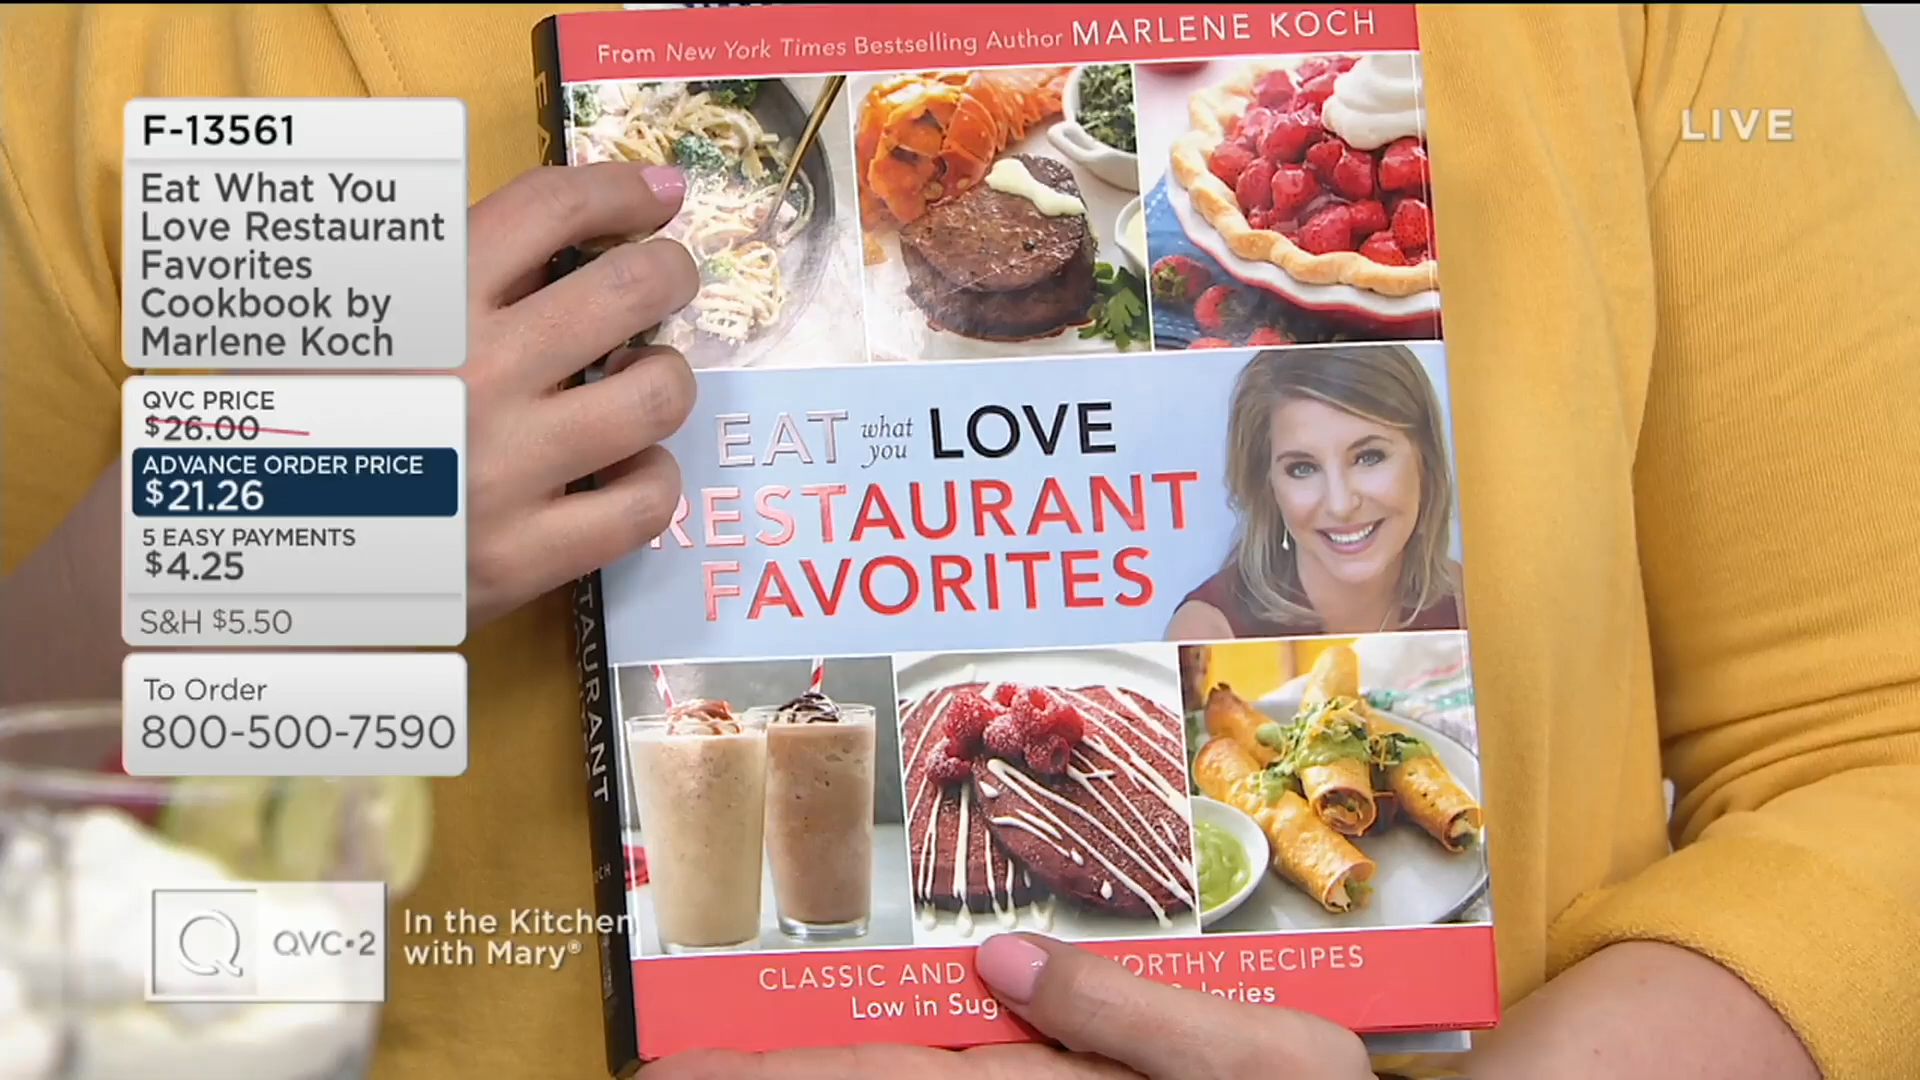 From New York Times Bestselling Author MARLENE KOCH
LIVE
F-13561
Eat What You
Love Restaurant
Favorites
Cookbook by
Marlene Koch
QVC PRICE
$26.00
ADVANCE ORDER PRICE
$21.26
5 EASY PAYMENTS
$4.25
S&H $5.50
To Order
800-500-7590
EAT what you LOVE
RESTAURANT
FAVORITES
QVC•2
In the Kitchen
with Mary®
CLASSIC AND RECIPES
Low in